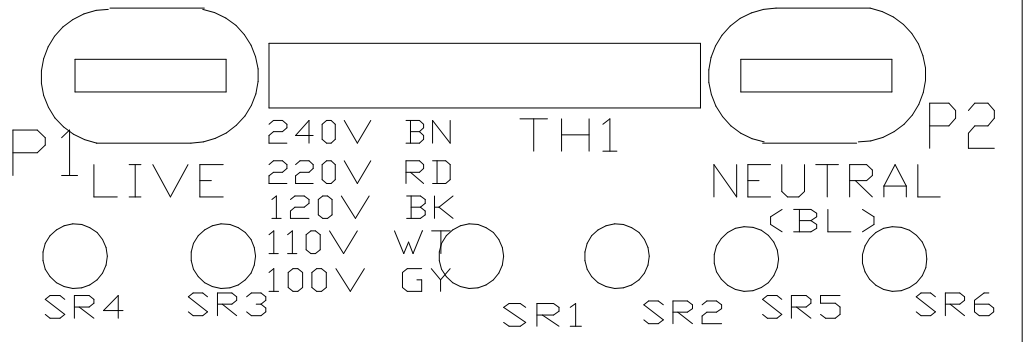 P1
LIVE
240V BN
220V RD
120V BK
110V WT
100V GY
TH1
P2
NEUTRAL
(BL)
SR4
SR3
SR1
SR2
SR5
SR6